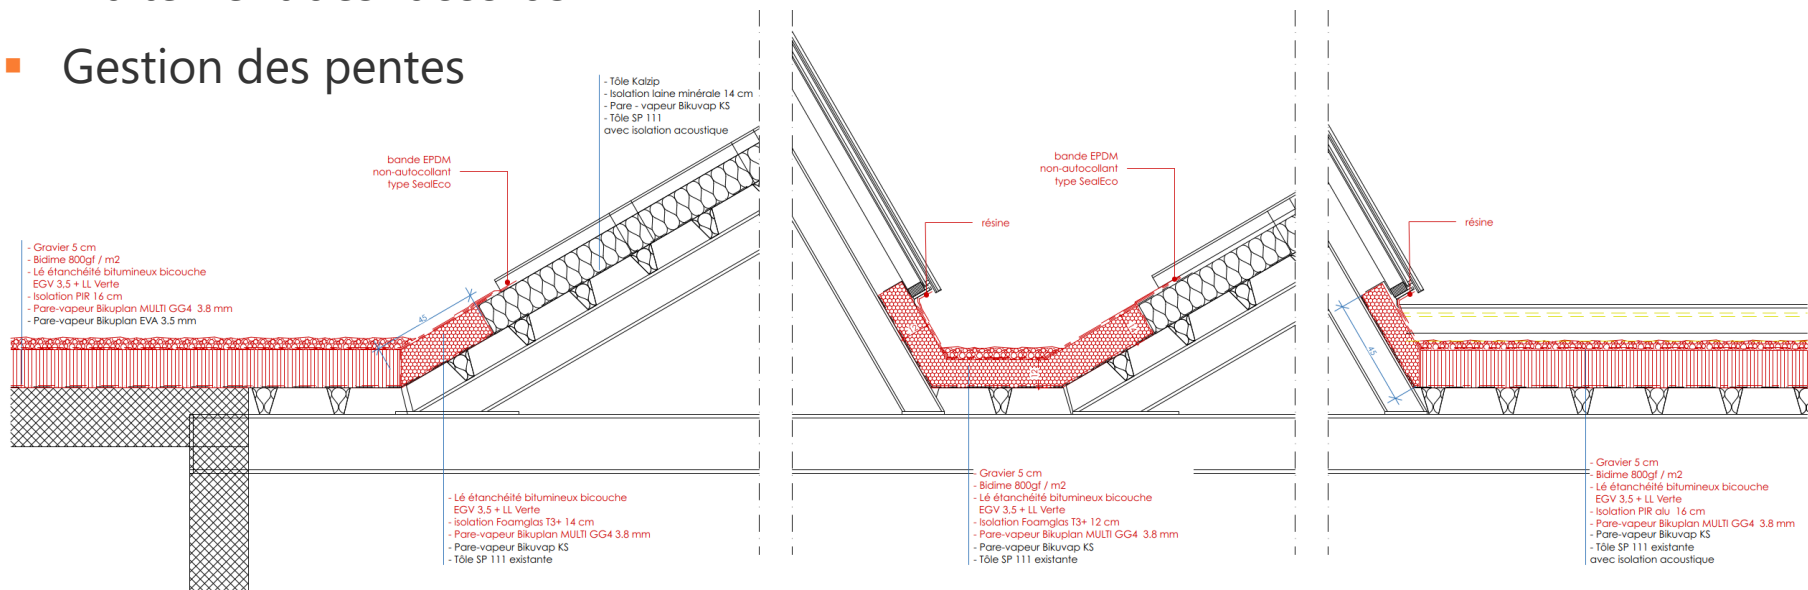 Gestion des pentes
- Tôle Kalzip
- Isolation laine minérale 14 cm
- Pare - vapeur Bikuvap KS
- Tôle SP 111
avec isolation acoustique
bande EPDM
non-autocollant
type SealEco
- Gravier 5 cm
- Bidime 800gf / m2
- Lé étanchéité bitumineux bicouche
EGV 3,5 + LL Verte
- Isolation PIR 16 cm
- Pare-vapeur Bikuplan MULTI GG4 3.8 mm
- Pare-vapeur Bikuplan EVA 3.5 mm
45
- Lé étanchéité bitumineux bicouche
EGV 3,5 + LL Verte
- isolation Foamglas T3+ 14 cm
- Pare-vapeur Bikuplan MULTI GG4 3.8 mm
- Pare-vapeur Bikuvap KS
- Tôle SP 111 existante
bande EPDM
non-autocollant
type SealEco
résine
12
- Gravier 5 cm
- Bidime 800gf / m2
- Lé étanchéité bitumineux bicouche
EGV 3,5 + LL Verte
- Isolation Foamglas T3+ 12 cm
- Pare-vapeur Bikuplan MULTI GG4 3.8 mm
- Pare-vapeur Bikuvap KS
- Tôle SP 111 existante
résine
45
- Gravier 5 cm
- Bidime 800gf / m2
- Lé étanchéité bitumineux bicouche
EGV 3,5 + LL Verte
- Isolation PIR alu 16 cm
- Pare-vapeur Bikuplan MULTI GG4 3.8 mm
- Pare-vapeur Bikuvap KS
- Tôle SP 111 existante
avec isolation acoustique